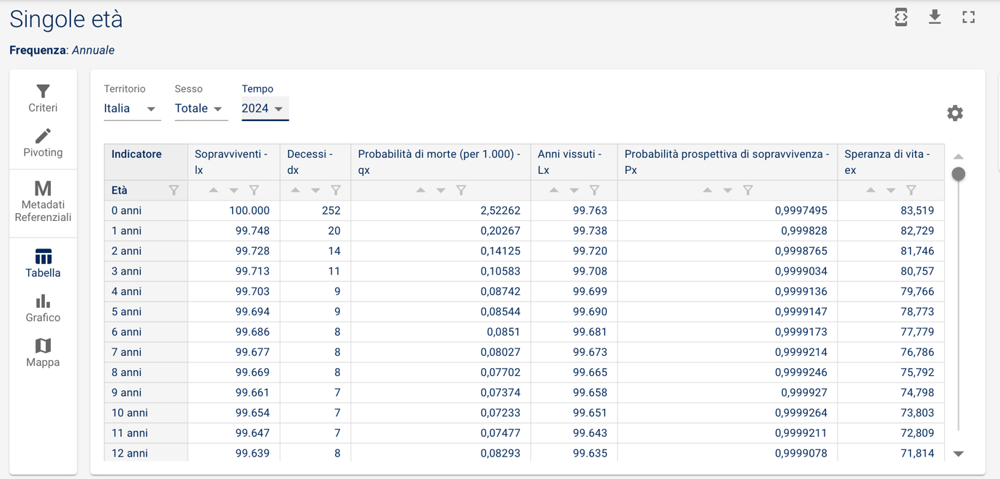 Singole età
Frequenza: Annuale
Criteri
Pivoting
M
Metadati
Referenziali
Tabella
Grafico
Mappa
Territorio Sesso Tempo
Italia Totale 2024
Indicatore Sopravviventi - lx Decessi - dx Probabilità di morte (per 1.000) - qx Anni vissuti - Lx Probabilità prospettiva di sopravvivenza - Px Speranza di vita - ex
Età
0 anni 100.000 252 2,52262 99.763 0,9997495 83,519
1 anni 99.748 20 0,20267 99.738 0,999828 82,729
2 anni 99.728 14 0,14125 99.720 0,9998765 81,746
3 anni 99.713 11 0,10583 99.708 0,9999034 80,757
4 anni 99.703 9 0,08742 99.699 0,9999136 79,766
5 anni 99.694 9 0,08544 99.690 0,9999147 78,773
6 anni 99.686 8 0,0851 99.681 0,9999173 77,779
7 anni 99.677 8 0,08027 99.673 0,9999214 76,786
8 anni 99.669 8 0,07702 99.665 0,9999246 75,792
9 anni 99.661 7 0,07374 99.658 0,999927 74,798
10 anni 99.654 7 0,07233 99.651 0,9999264 73,803
11 anni 99.647 7 0,07477 99.643 0,9999211 72,809
12 anni 99.639 8 0,08293 99.635 0,9999078 71,814